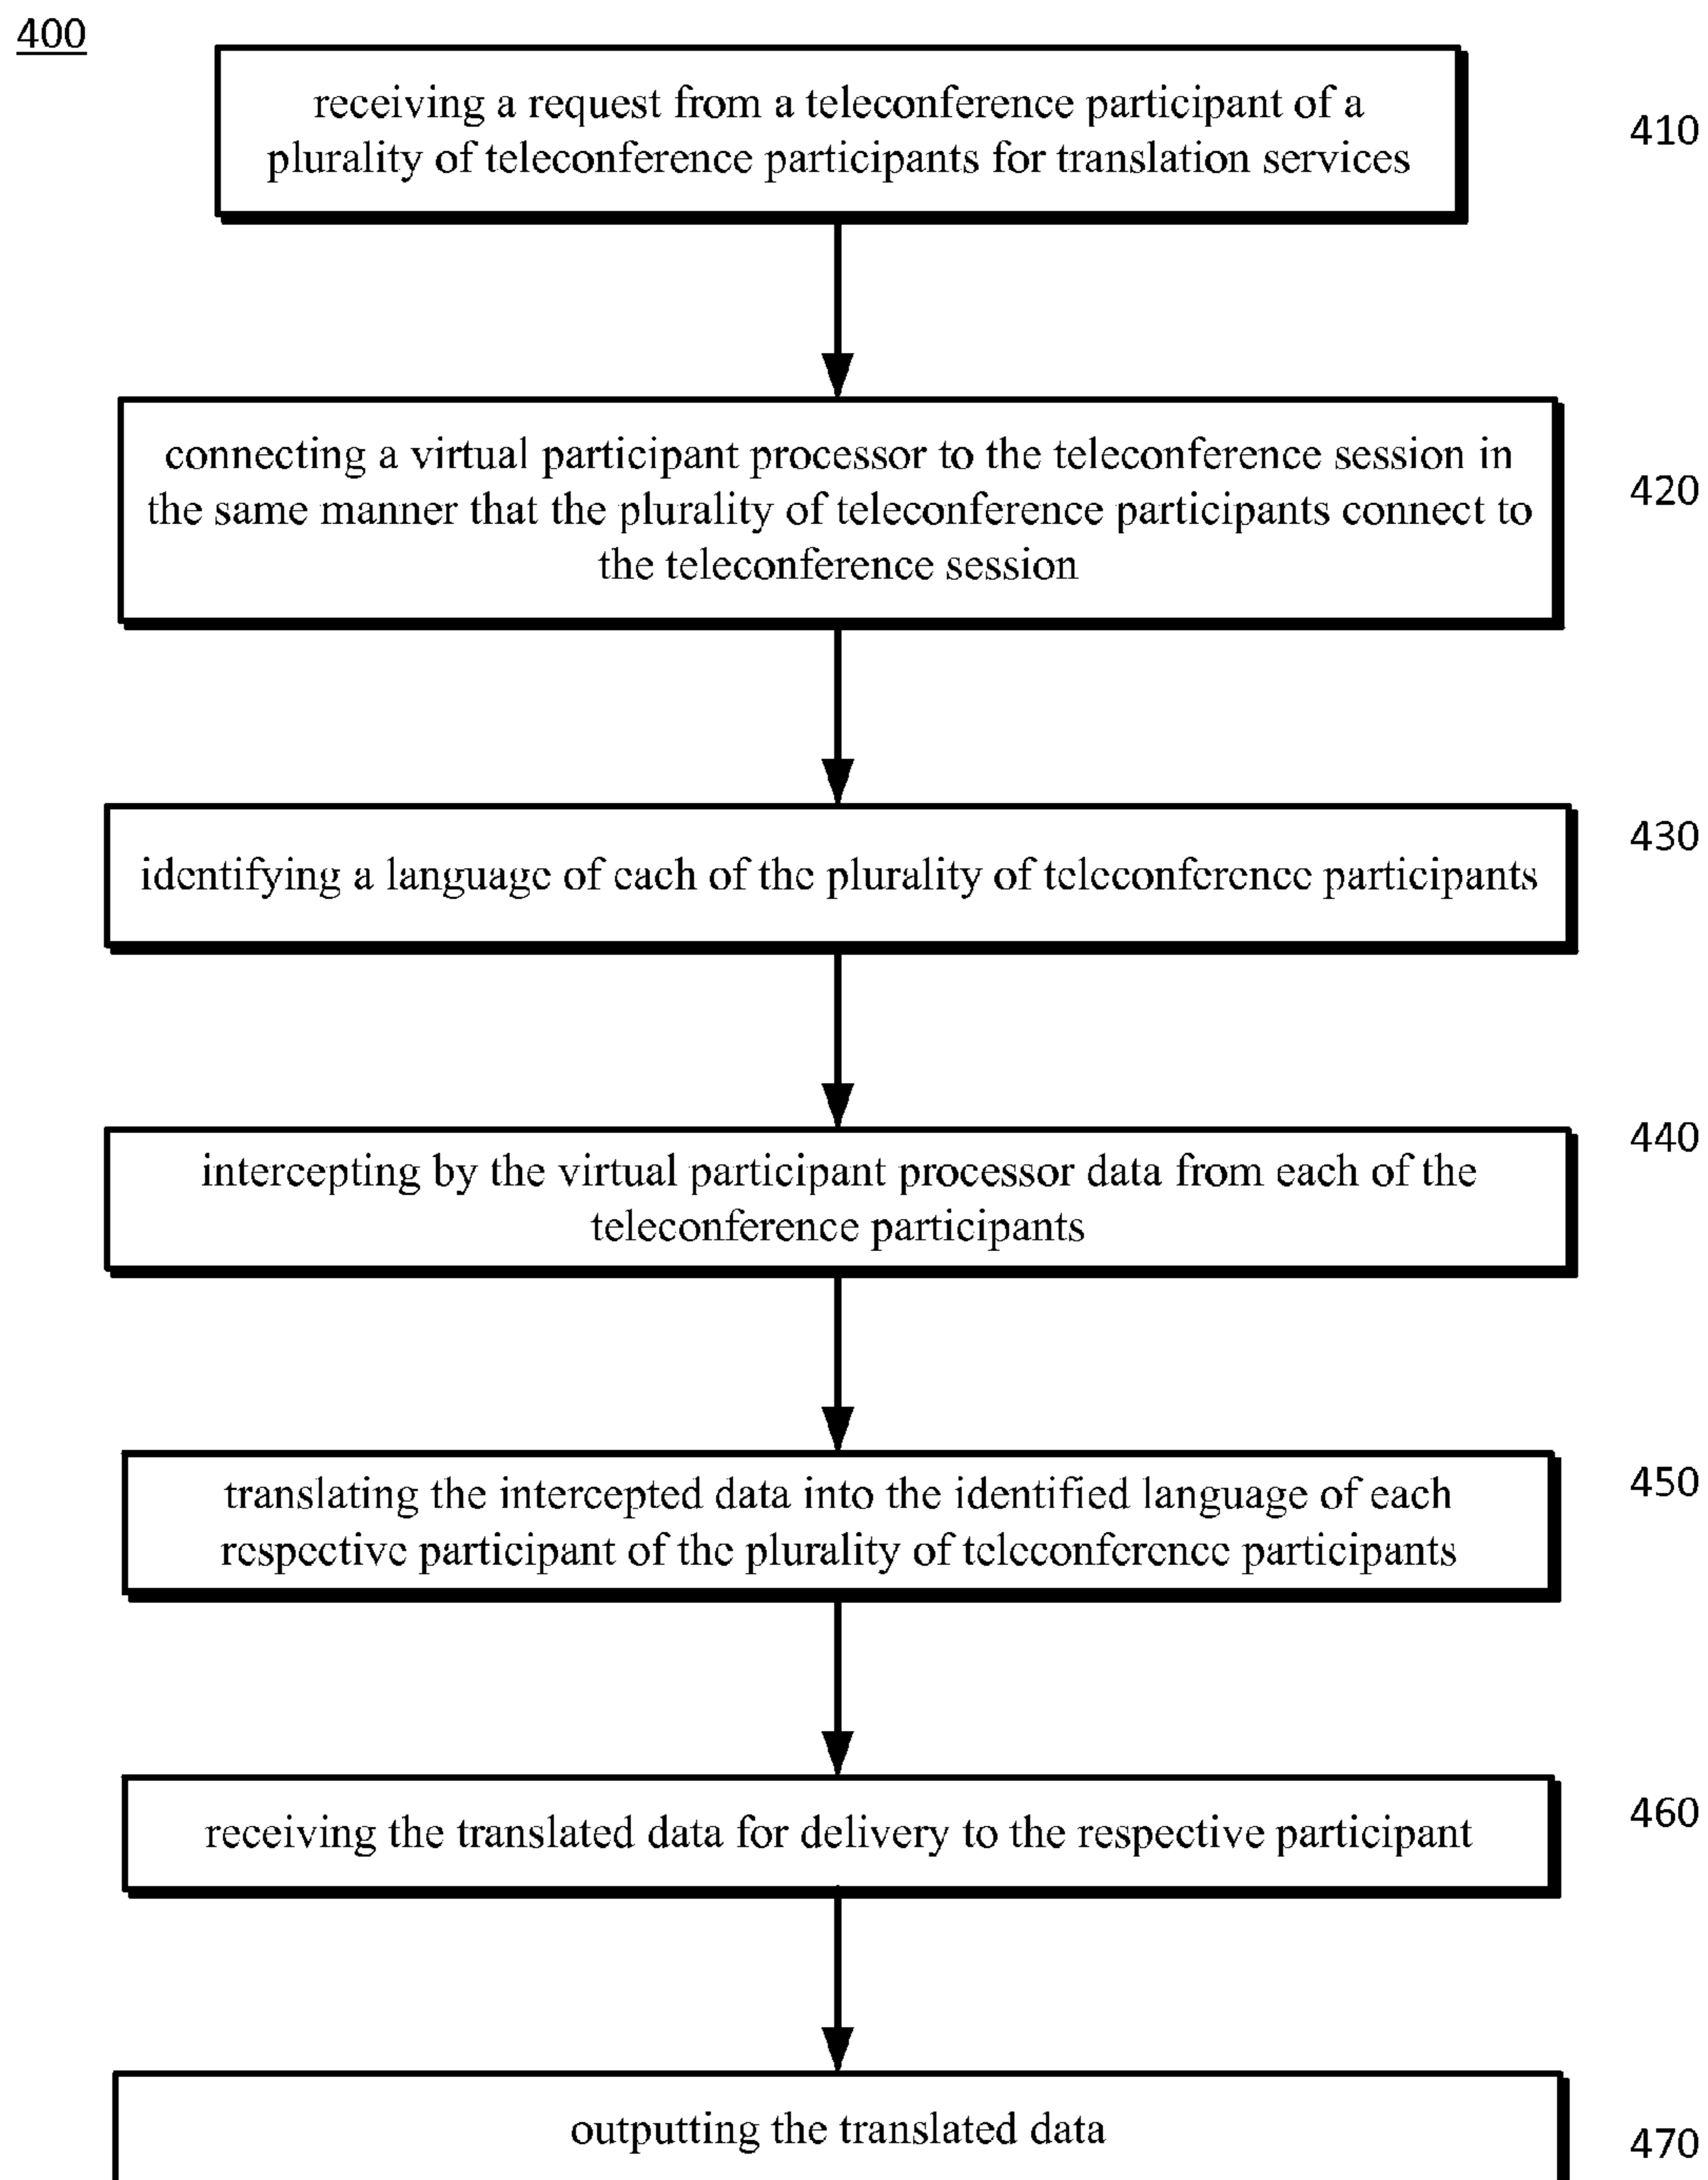 400
receiving a request from a teleconference participant of a
plurality of teleconference participants for translation services
410
connecting a virtual participant processor to the teleconference session in
the same manner that the plurality of teleconference participants connect to
the teleconference session
420
identifying a language of each of the plurality of teleconference participants
430
intercepting by the virtual participant processor data from each of the
teleconference participants
440
translating the intercepted data into the identified language of each
respective participant of the plurality of teleconference participants
450
receiving the translated data for delivery to the respective participant
460
outputting the translated data
470